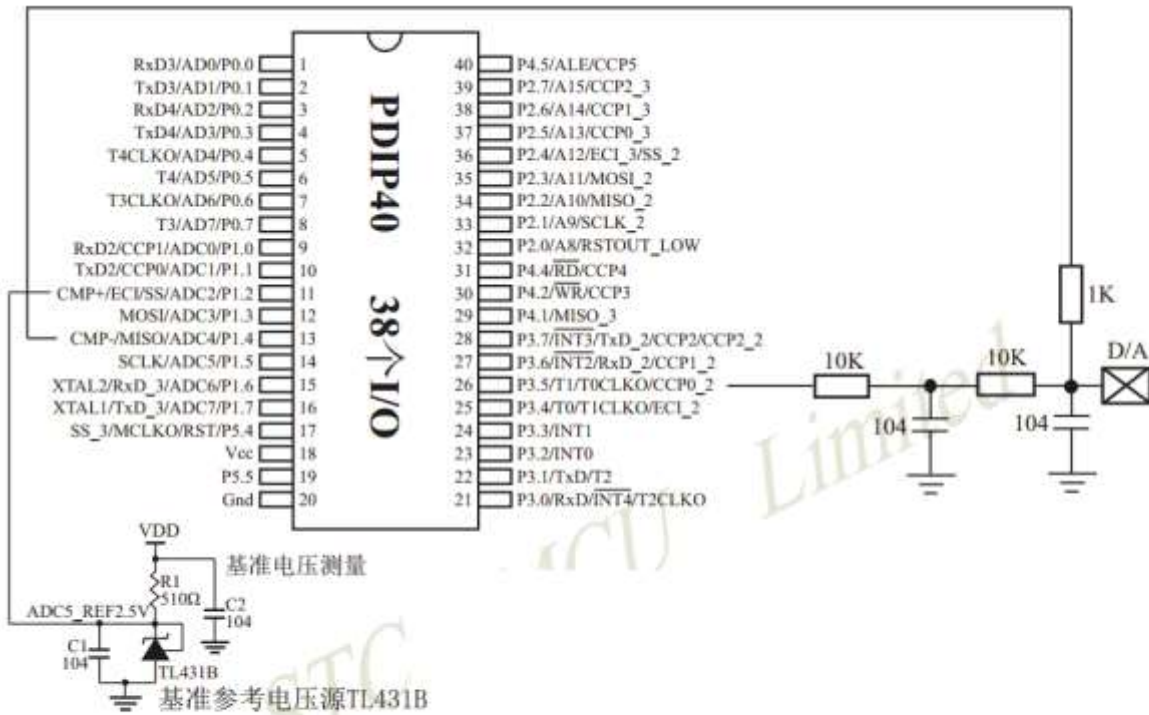 RxD3/AD0/P0.0 1
TxD3/AD1/P0.1 2
RxD4/AD2/P0.2 3
TxD4/AD3/P0.3 4
T4CLKO/AD4/P0.4 5
T4/AD5/P0.5 6
T3CLKO/AD6/P0.6 7
T3/AD7/P0.7 8
RxD2/CCP1/ADC0/P1.0 9
TxD2/CCP0/ADC1/P1.1 10
CMP+/ECI/SS/ADC2/P1.2 11
MOSI/ADC3/P1.3 12
CMP-/MISO/ADC4/P1.4 13
SCLK/ADC5/P1.5 14
XTAL2/RxD_3/ADC6/P1.6 15
XTAL1/TxD_3/ADC7/P1.7 16
SS_3/MCLKO/RST/P5.4 17
Vcc 18
P5.5 19
Gnd 20
PDIP40 38个I/O
40 P4.5/ALE/CCP5
39 P2.7/A15/CCP2_3
38 P2.6/A14/CCP1_3
37 P2.5/A13/CCP0_3
36 P2.4/A12/ECI_3/SS_2
35 P2.3/A11/MOSI_2
34 P2.2/A10/MISO_2
33 P2.1/A9/SCLK_2
32 P2.0/A8/RSTOUT_LOW
31 P4.4/RD/CCP4
30 P4.2/WR/CCP3
29 P4.1/MISO_3
28 P3.7/INT3/TxD_2/CCP2/CCP2_2
27 P3.6/INT2/RxD_2/CCP1_2
26 P3.5/T1/T0CLKO/CCP0_2
25 P3.4/T0/T1CLKO/ECI_2
24 P3.3/INT1
23 P3.2/INT0
22 P3.1/TxD/T2
21 P3.0/RxD/INT4/T2CLKO
1K
10K
10K
D/A
104
104
VDD
基准电压测量
R1
510Ω
C2
104
ADC5_REF2.5V
C1
104
TL431B
基准参考电压源TL431B
STC MCU Limited